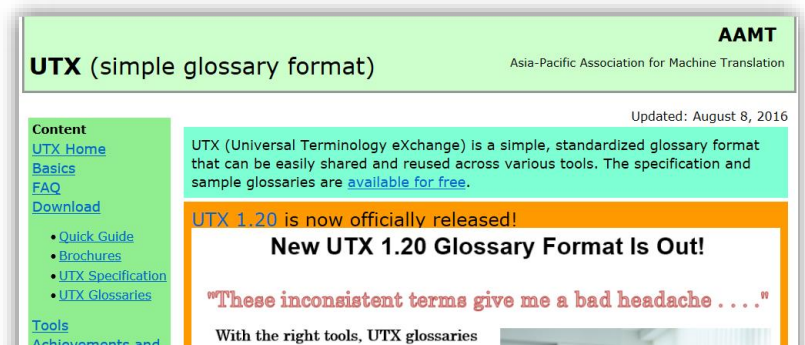 AAMT
UTX (simple glossary format)
Asia-Pacific Association for Machine Translation
Updated: August 8, 2016
Content
UTX Home
Basics
FAQ
Download
• Quick Guide
• Brochures
• UTX Specification
• UTX Glossaries
Tools
Achievements and
UTX (Universal Terminology eXchange) is a simple, standardized glossary format
that can be easily shared and reused across various tools. The specification and
sample glossaries are available for free.
UTX 1.20 is now officially released!
New UTX 1.20 Glossary Format Is Out!
"These inconsistent terms give me a bad headache . . . ."
With the right tools, UTX glossaries